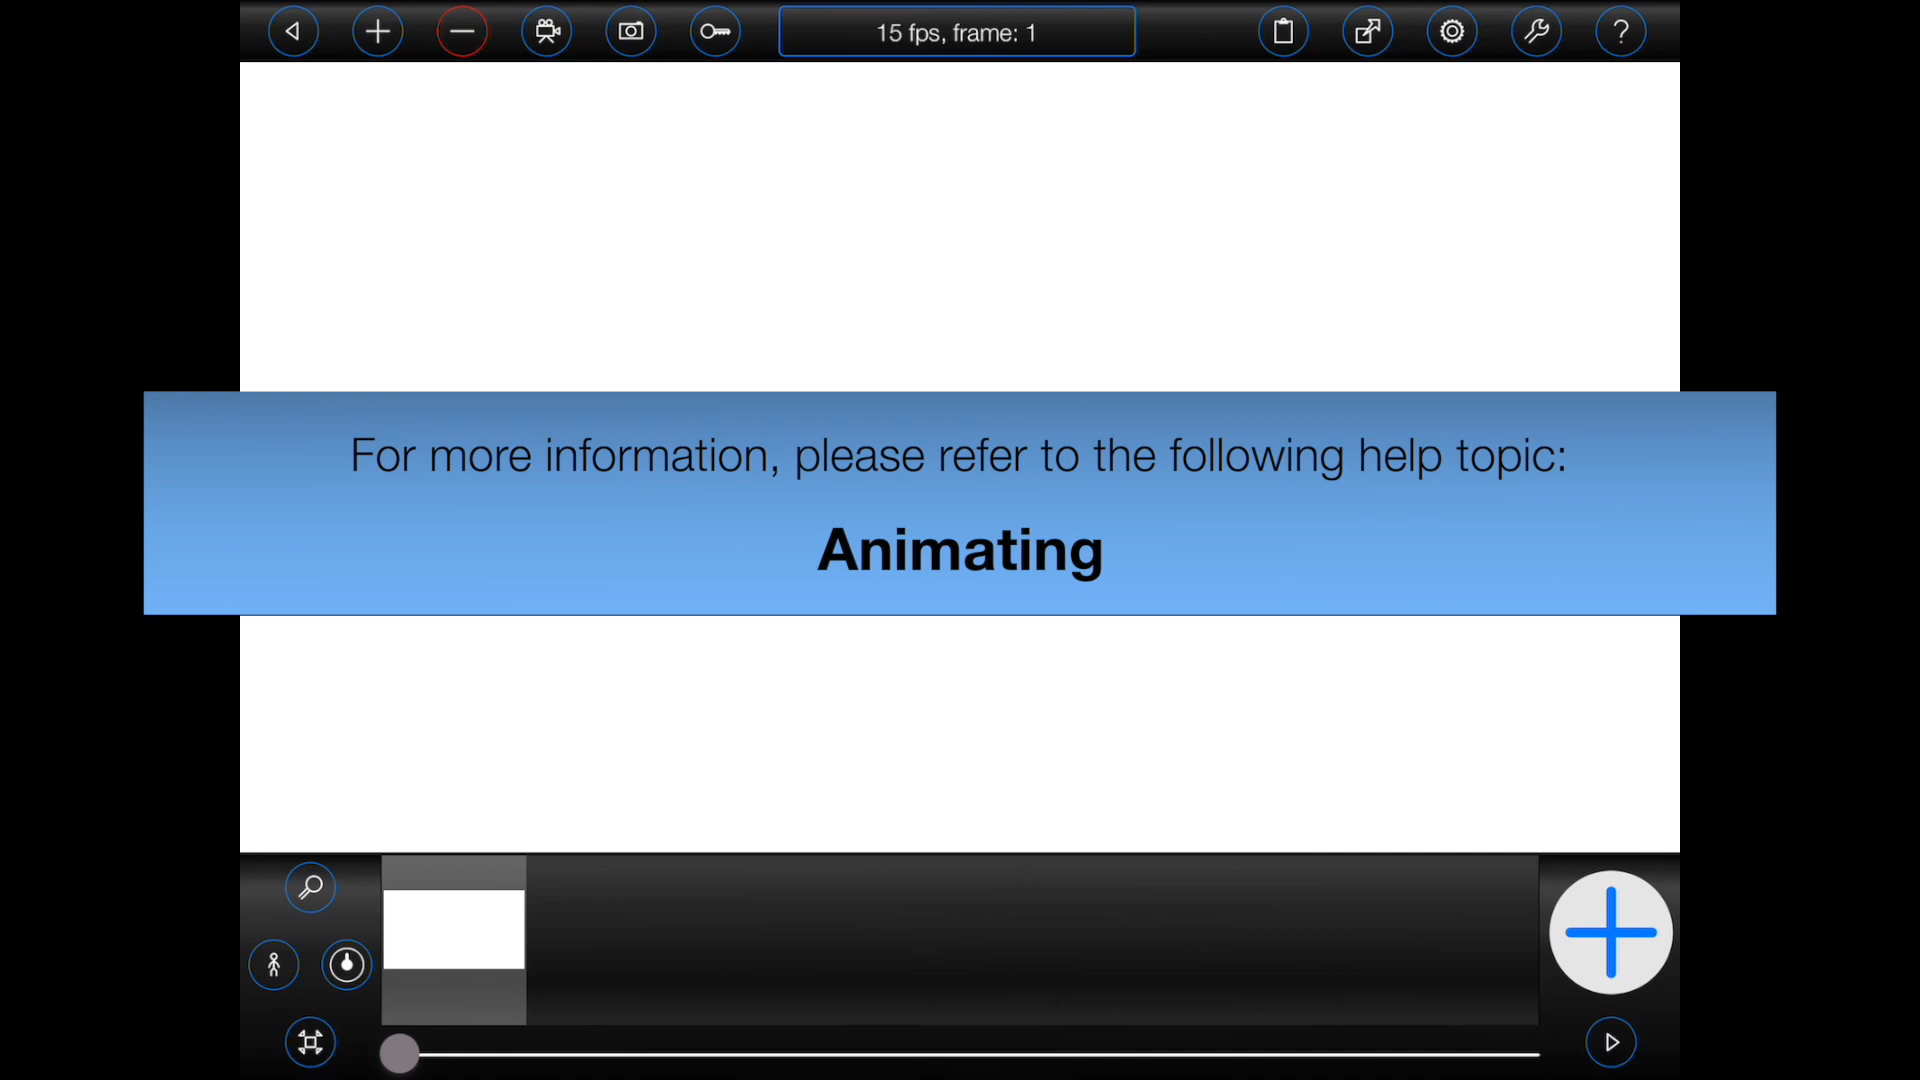 15 fps, frame: 1
?
For more information, please refer to the following help topic:
Animating